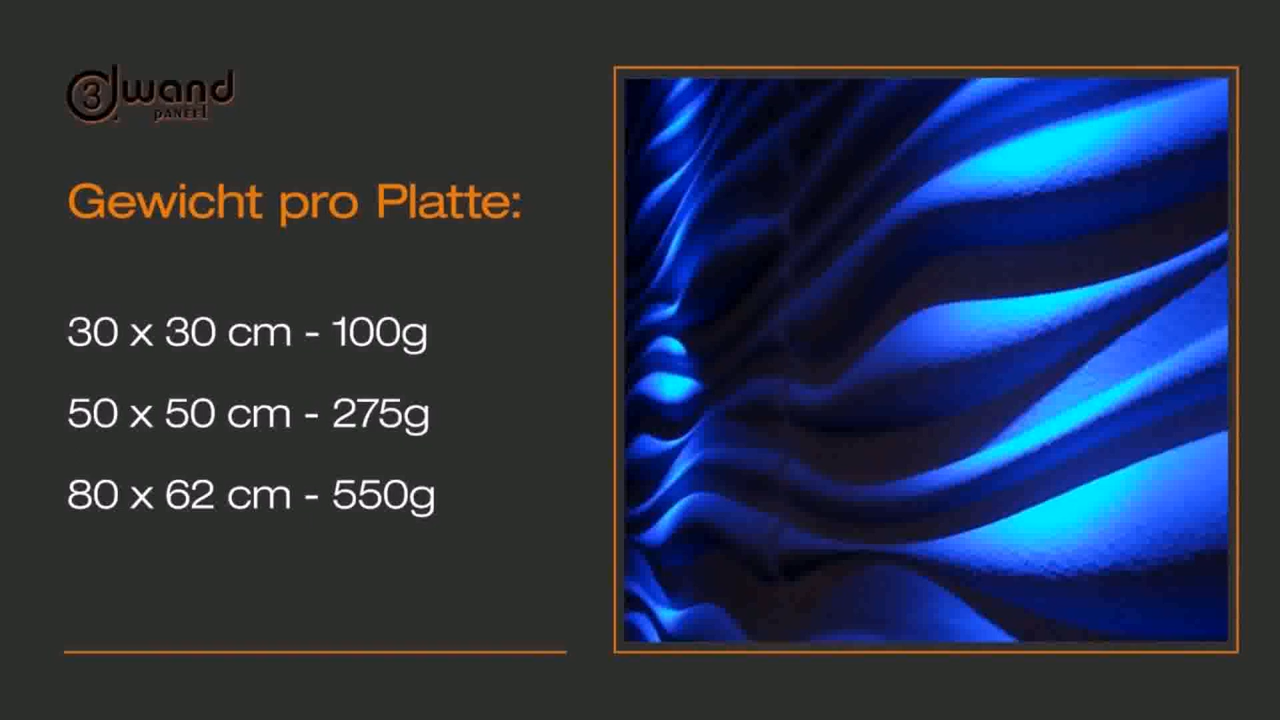 3d wand
paneel
Gewicht pro Platte:
30 x 30 cm - 100g
50 x 50 cm - 275g
80 x 62 cm - 550g